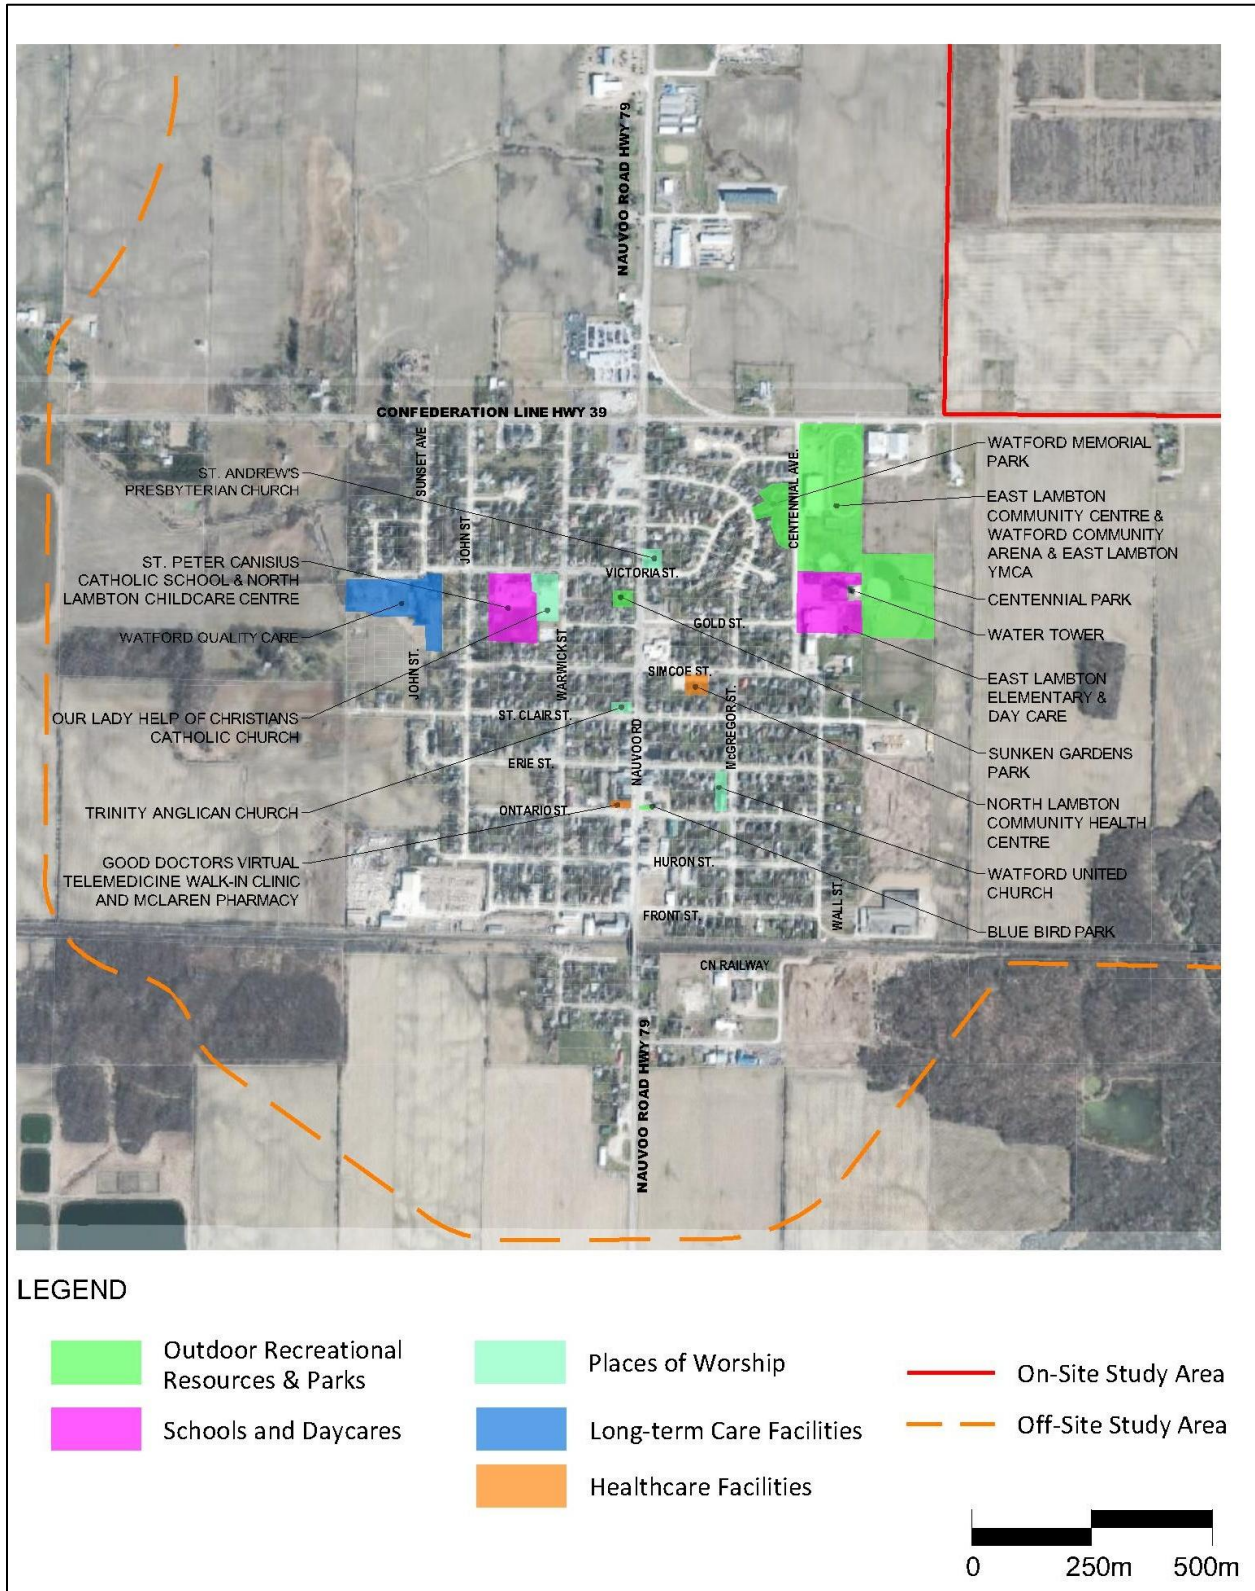 NAUVOO ROAD HWY 79
CONFEDERATION LINE HWY 39
SUNSET AVE
CENTENNIAL AVE.
JOHN ST.
VICTORIA ST.
GOLD ST.
WARWICK ST
JOHN ST.
SIMCOE ST.
McGREGOR ST.
ST. CLAIR ST.
NAUVOO RD
ERIE ST.
ONTARIO ST.
HURON ST.
WALL ST.
FRONT ST.
CN RAILWAY
NAUVOO ROAD HWY 79
ST. ANDREW'S
PRESBYTERIAN CHURCH
ST. PETER CANISIUS
CATHOLIC SCHOOL & NORTH
LAMBTON CHILDCARE CENTRE
WATFORD QUALITY CARE
OUR LADY HELP OF CHRISTIANS
CATHOLIC CHURCH
TRINITY ANGLICAN CHURCH
GOOD DOCTORS VIRTUAL
TELEMEDICINE WALK-IN CLINIC
AND MCLAREN PHARMACY
WATFORD MEMORIAL
PARK
EAST LAMBTON
COMMUNITY CENTRE &
WATFORD COMMUNITY
ARENA & EAST LAMBTON
YMCA
CENTENNIAL PARK
WATER TOWER
EAST LAMBTON
ELEMENTARY &
DAY CARE
SUNKEN GARDENS
PARK
NORTH LAMBTON
COMMUNITY HEALTH
CENTRE
WATFORD UNITED
CHURCH
BLUE BIRD PARK
LEGEND
Outdoor Recreational
Resources & Parks
Schools and Daycares
Places of Worship
Long-term Care Facilities
Healthcare Facilities
On-Site Study Area
Off-Site Study Area
0 250m 500m